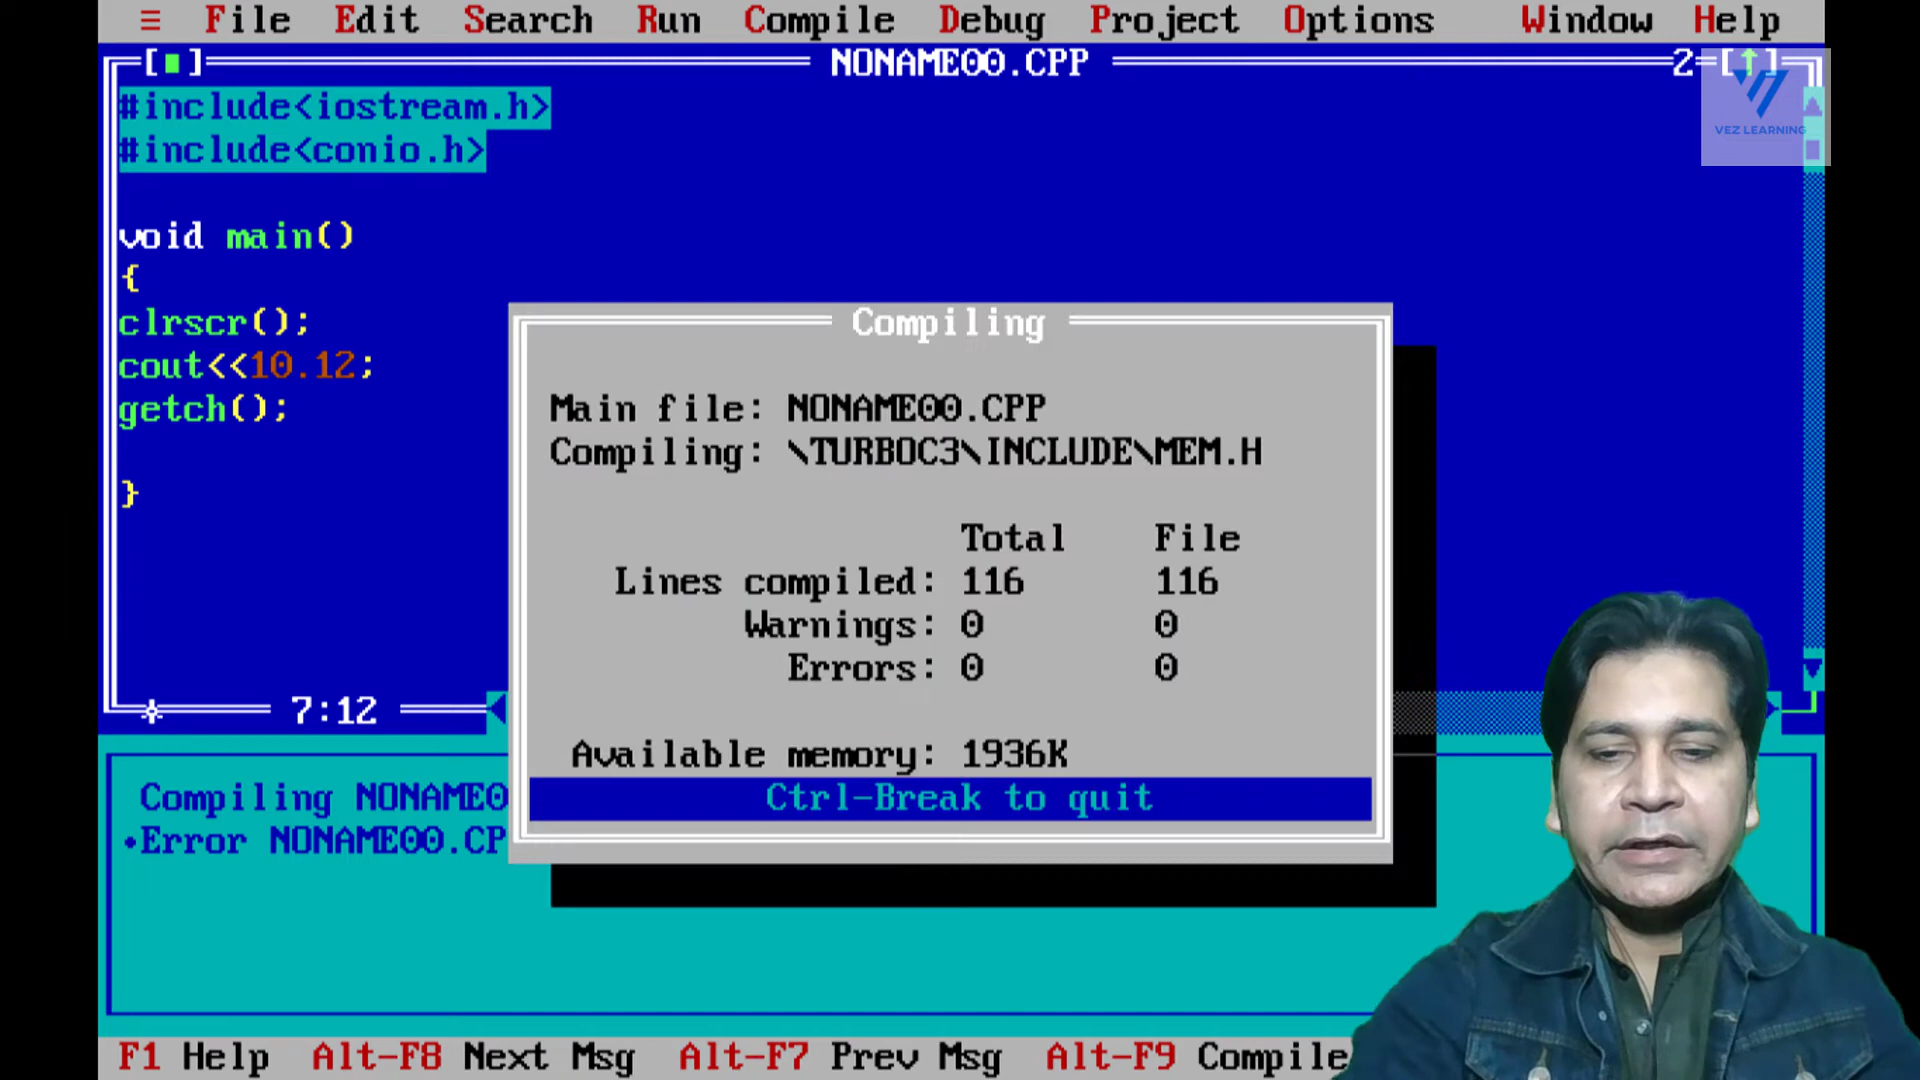 ≡ File Edit Search Run Compile Debug Project Options Window Help
[■] NONAME00.CPP 2=[↑]
VEZ LEARNING
#include<iostream.h>
#include<conio.h>
void main()
{
clrscr();
cout<<10.12;
getch();
}
7:12
Compiling
Main file: NONAME00.CPP
Compiling: \TURBOC3\INCLUDE\MEM.H
Total File
Lines compiled: 116 116
Warnings: 0 0
Errors: 0 0
Available memory: 1936K
Ctrl-Break to quit
Compiling NONAME0
•Error NONAME00.CP
F1 Help Alt-F8 Next Msg Alt-F7 Prev Msg Alt-F9 Compile